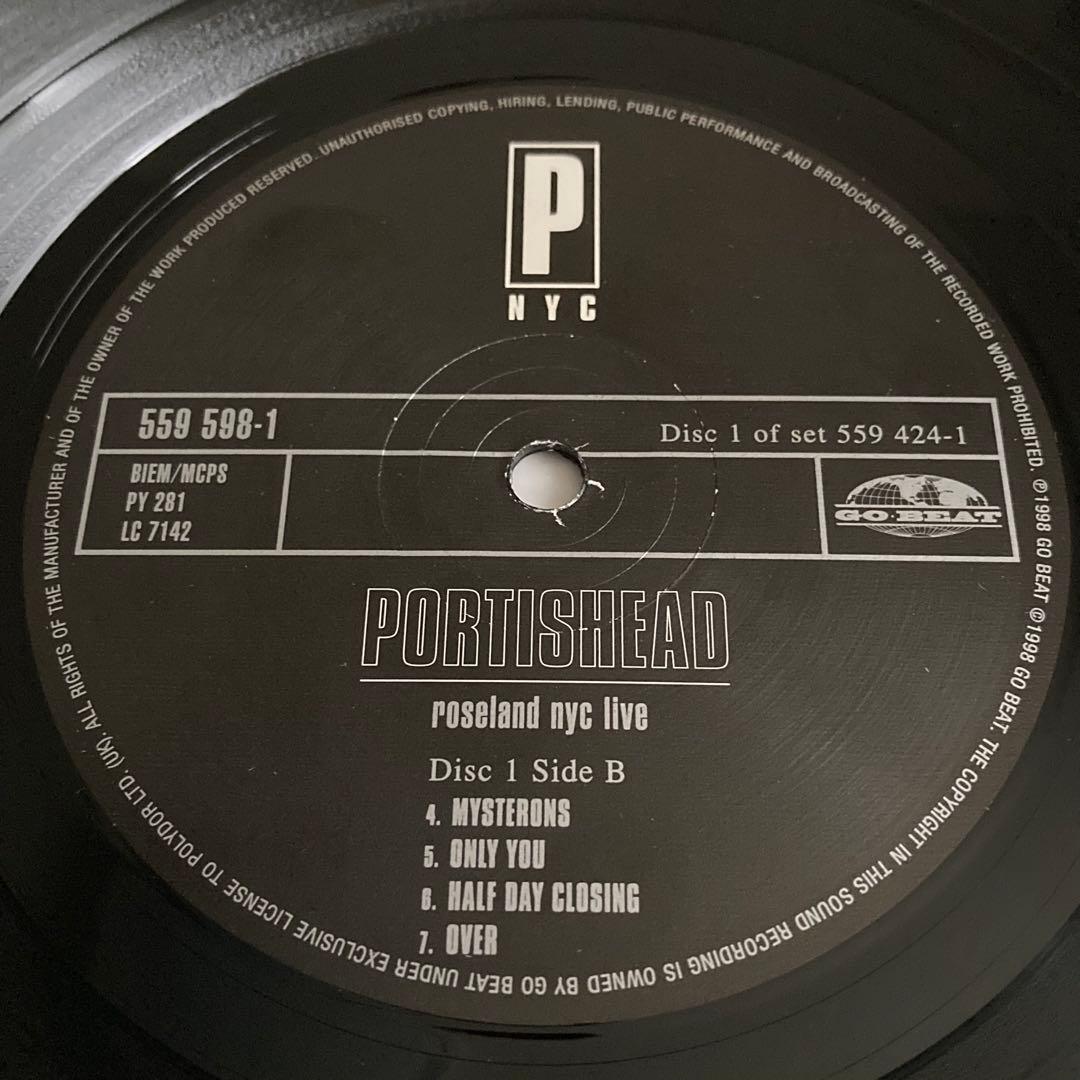 P
NYC
559 598-1
Disc 1 of set 559 424-1
BIEM/MCPS
PY 281
LC 7142
GO·BEAT
PORTISHEAD
roseland nyc live
Disc 1 Side B
4. MYSTERONS
5. ONLY YOU
6. HALF DAY CLOSING
7. OVER
ALL RIGHTS OF THE MANUFACTURER AND OF THE OWNER OF THE WORK PRODUCED RESERVED. UNAUTHORISED COPYING, HIRING, LENDING, PUBLIC PERFORMANCE AND BROADCASTING OF THE RECORDED WORK PROHIBITED. ℗1998 GO BEAT ©1998 GO BEAT. THE COPYRIGHT IN THIS SOUND RECORDING IS OWNED BY GO BEAT UNDER EXCLUSIVE LICENSE TO POLYDOR LTD. (UK).